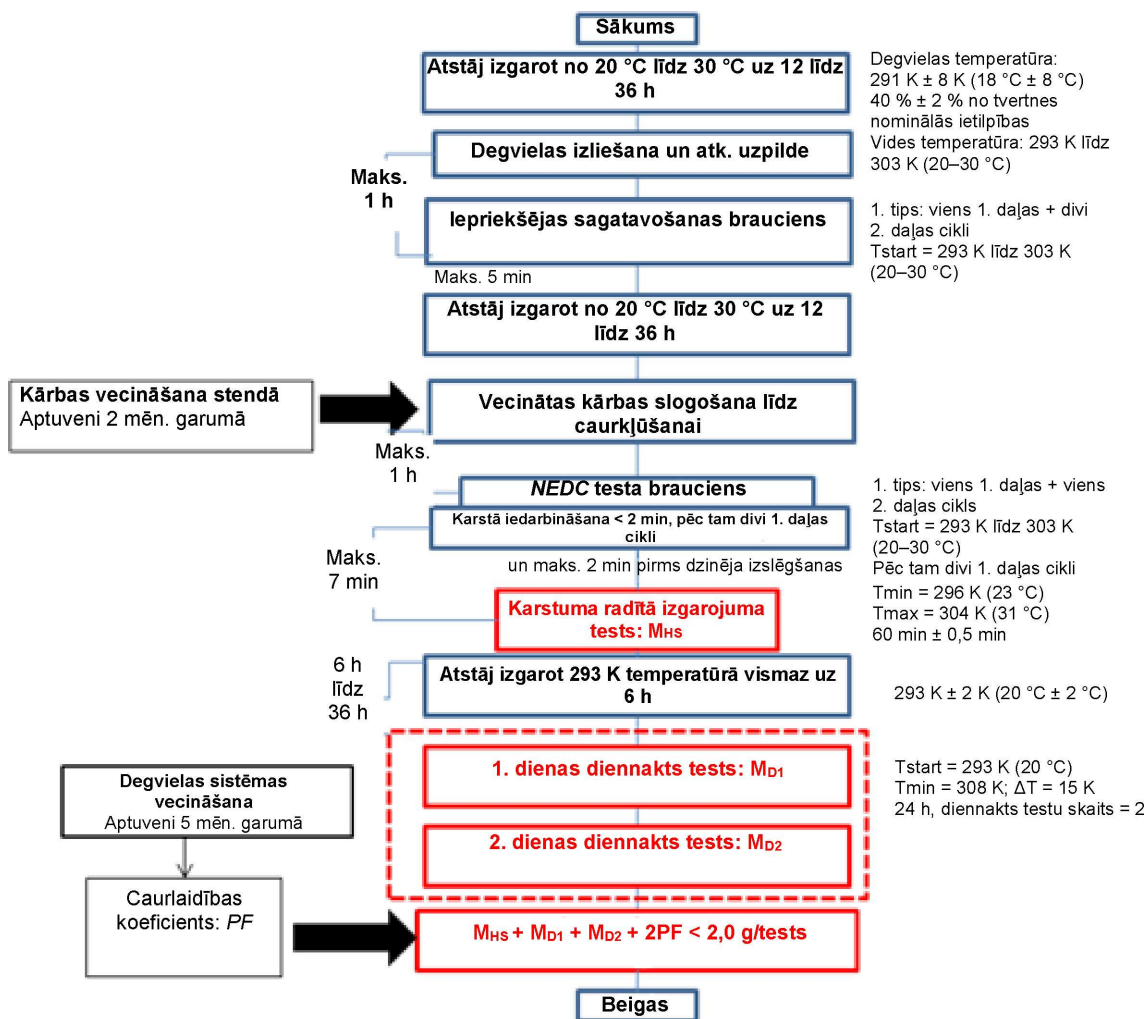 Sākums
Atstāj izgarot no 20 °C līdz 30 °C uz 12 līdz
36 h
Degvielas temperatūra:
291 K ± 8 K (18 °C ± 8 °C)
40 % ± 2 % no tvertnes
nominālās ietilpības
Vides temperatūra: 293 K līdz
303 K (20–30 °C)
Degvielas izliešana un atk. uzpilde
Maks.
1 h
Iepriekšējas sagatavošanas brauciens
1. tips: viens 1. daļas + divi
2. daļas cikli
Tstart = 293 K līdz 303 K
(20–30 °C)
Maks. 5 min
Atstāj izgarot no 20 °C līdz 30 °C uz 12
līdz 36 h
Kārbas vecināšana stendā
Aptuveni 2 mēn. garumā
Vecinātas kārbas slogošana līdz
caurkļūšanai
Maks.
1 h
NEDC testa brauciens
Karstā iedarbināšana < 2 min, pēc tam divi 1. daļas
cikli
1. tips: viens 1. daļas + viens
2. daļas cikls
Tstart = 293 K līdz 303 K
(20–30 °C)
Pēc tam divi 1. daļas cikli
Tmin = 296 K (23 °C)
Tmax = 304 K (31 °C)
60 min ± 0,5 min
Maks.
7 min
un maks. 2 min pirms dzinēja izslēgšanas
Karstuma radītā izgarojuma
tests: MHS
6 h
līdz
36 h
Atstāj izgarot 293 K temperatūrā vismaz uz
6 h
293 K ± 2 K (20 °C ± 2 °C)
1. dienas diennakts tests: MD1
Tstart = 293 K (20 °C)
Tmin = 308 K; ΔT = 15 K
24 h, diennakts testu skaits = 2
Degvielas sistēmas
vecināšana
Aptuveni 5 mēn. garumā
2. dienas diennakts tests: MD2
Caurlaidības
koeficients: PF
MHS + MD1 + MD2 + 2PF < 2,0 g/tests
Beigas